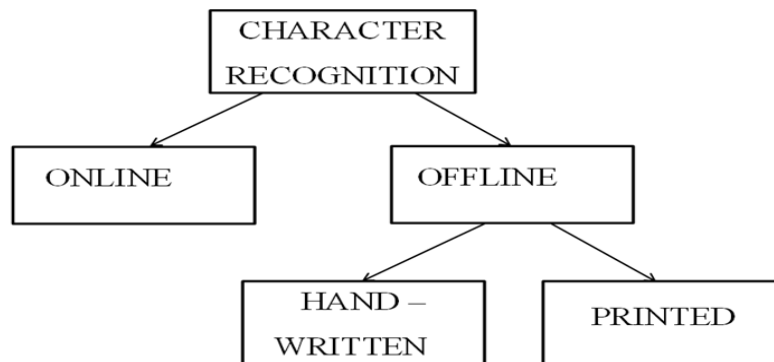 CHARACTER
RECOGNITION
ONLINE
OFFLINE
HAND –
WRITTEN
PRINTED